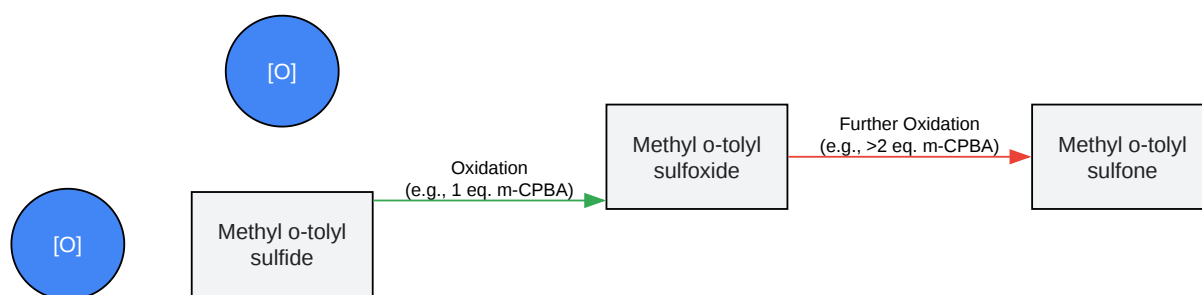 [O]
[O]
Methyl o-tolyl
sulfide
Oxidation
(e.g., 1 eq. m-CPBA)
Methyl o-tolyl
sulfoxide
Further Oxidation
(e.g., >2 eq. m-CPBA)
Methyl o-tolyl
sulfone